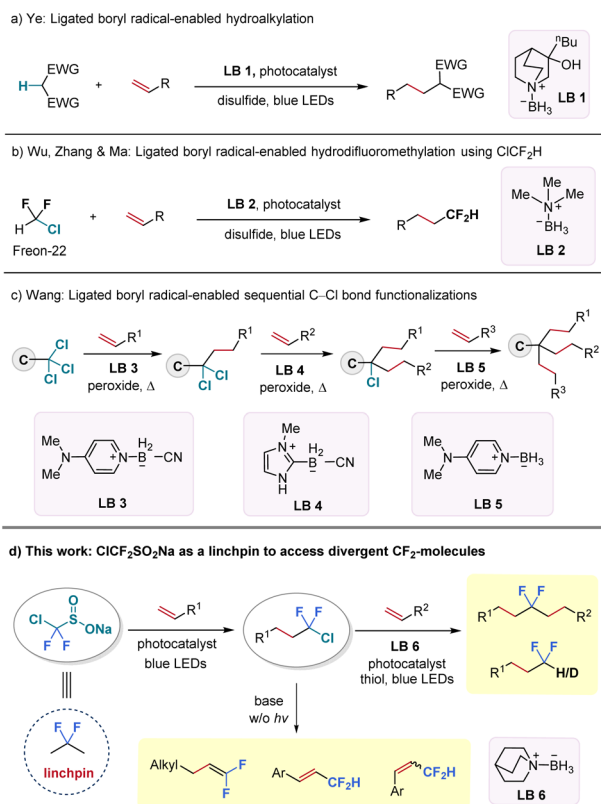 a) Ye: Ligated boryl radical-enabled hydroalkylation
EWG
H
EWG
+
R
LB 1, photocatalyst
disulfide, blue LEDs
EWG
R
EWG
nBu
OH
N+
−BH3
LB 1
b) Wu, Zhang & Ma: Ligated boryl radical-enabled hydrodifluoromethylation using ClCF2H
F F
H Cl
Freon-22
+
R
LB 2, photocatalyst
disulfide, blue LEDs
R CF2H
Me
Me N+ Me
−BH3
LB 2
c) Wang: Ligated boryl radical-enabled sequential C–Cl bond functionalizations
C Cl Cl Cl
R1
LB 3
peroxide, Δ
R1
C Cl Cl
R2
LB 4
peroxide, Δ
R1
C R2
Cl
R3
LB 5
peroxide, Δ
R1
C R2
R3
Me
N
Me
N+ H2 B− CN
LB 3
Me
N+
N H
H2 B− CN
LB 4
Me
N
Me
N+ −BH3
LB 5
d) This work: ClCF2SO2Na as a linchpin to access divergent CF2-molecules
O
Cl S ONa
F F
R1
photocatalyst
blue LEDs
F F
R1 Cl
R2
LB 6
photocatalyst
thiol, blue LEDs
F F
R1 R2
F F
R1 H/D
F F
linchpin
base
w/o hv
Alkyl F
F
Ar CF2H
CF2H
Ar
N+ −BH3
LB 6